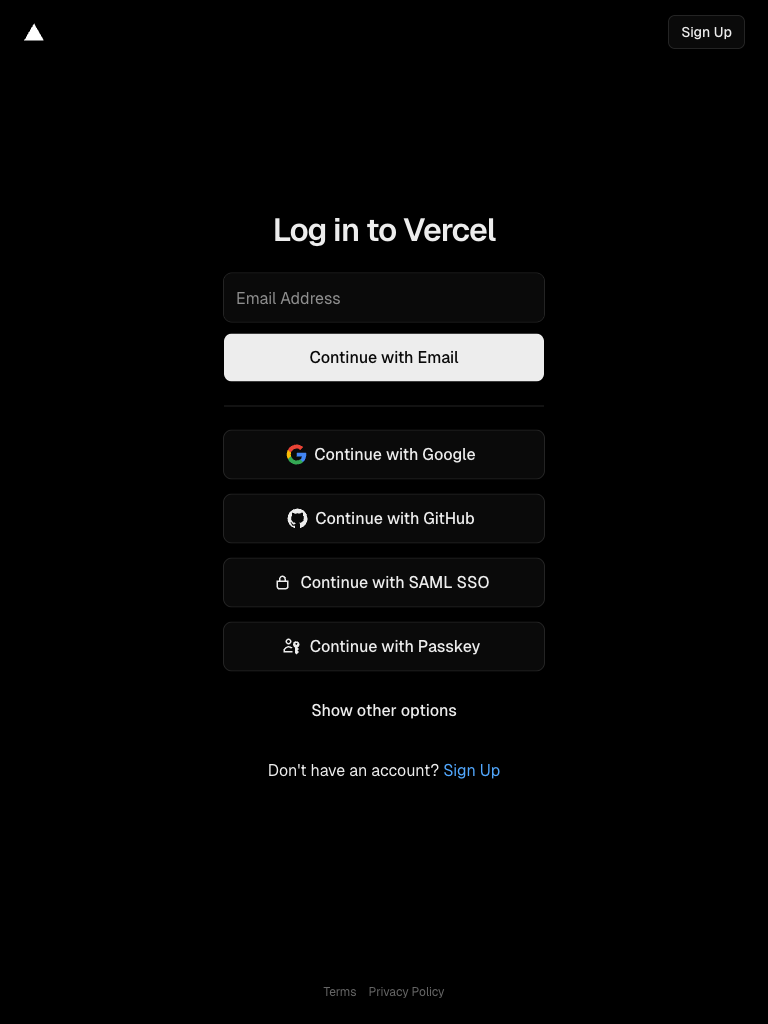 Sign Up
Log in to Vercel
Email Address
Continue with Email
Continue with Google
Continue with GitHub
Continue with SAML SSO
Continue with Passkey
Show other options
Don't have an account? Sign Up
Terms Privacy Policy